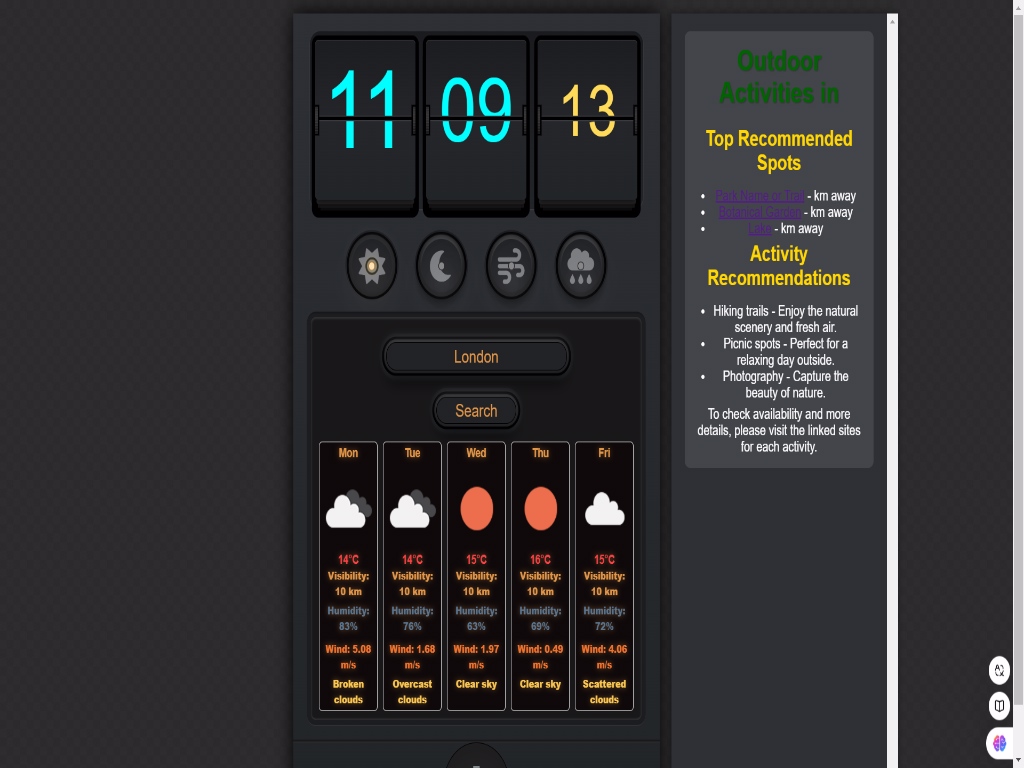 11 09 13
London
Search
Mon Tue Wed Thu Fri
14°C 14°C 15°C 16°C 15°C
Visibility: Visibility: Visibility: Visibility: Visibility:
10 km 10 km 10 km 10 km 10 km
Humidity: Humidity: Humidity: Humidity: Humidity:
83% 76% 63% 69% 72%
Wind: 5.08 Wind: 1.68 Wind: 1.97 Wind: 0.49 Wind: 4.06
m/s m/s m/s m/s m/s
Broken Overcast Clear sky Clear sky Scattered
clouds clouds clouds
Outdoor
Activities in
Top Recommended
Spots
• Park Name or Trail - km away
• Botanical Garden - km away
• Lake - km away
Activity
Recommendations
• Hiking trails - Enjoy the natural
scenery and fresh air.
• Picnic spots - Perfect for a
relaxing day outside.
• Photography - Capture the
beauty of nature.
To check availability and more
details, please visit the linked sites
for each activity.